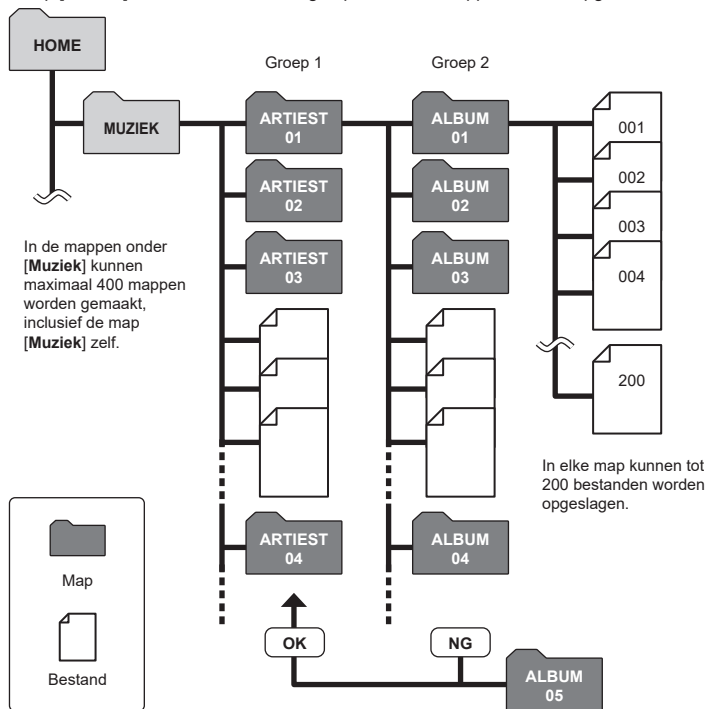 HOME
Groep 1
Groep 2
MUZIEK
ARTIEST
01
ALBUM
01
001
ARTIEST
02
ALBUM
02
002
ARTIEST
03
ALBUM
03
003
004
In de mappen onder
[Muziek] kunnen
maximaal 400 mappen
worden gemaakt,
inclusief de map
[Muziek] zelf.
200
In elke map kunnen tot
200 bestanden worden
opgeslagen.
ARTIEST
04
ALBUM
04
Map
Bestand
OK
NG
ALBUM
05